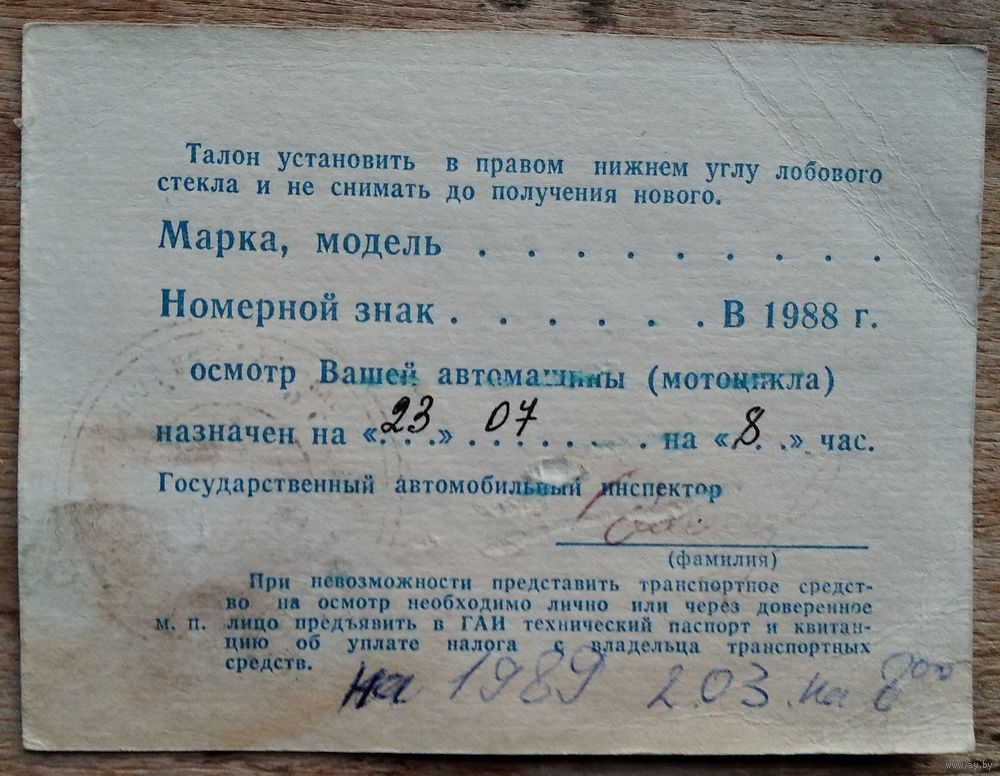 Талон установить в правом нижнем углу лобового
стекла и не снимать до получения нового.
Марка, модель . . . . . . . . .
Номерной знак . . . . . . . В 1988 г.
осмотр Вашей автомашины (мотоцикла)
назначен на «23» 07 . . . . . на «8» час.
Государственный автомобильный инспектор
(фамилия)
При невозможности представить транспортное средст-
во на осмотр необходимо лично или через доверенное
м. п. лицо предъявить в ГАИ технический паспорт и квитан-
цию об уплате налога с владельца транспортных
средств.
на 1989 2.03. на 8⁰⁰
www.ay.by